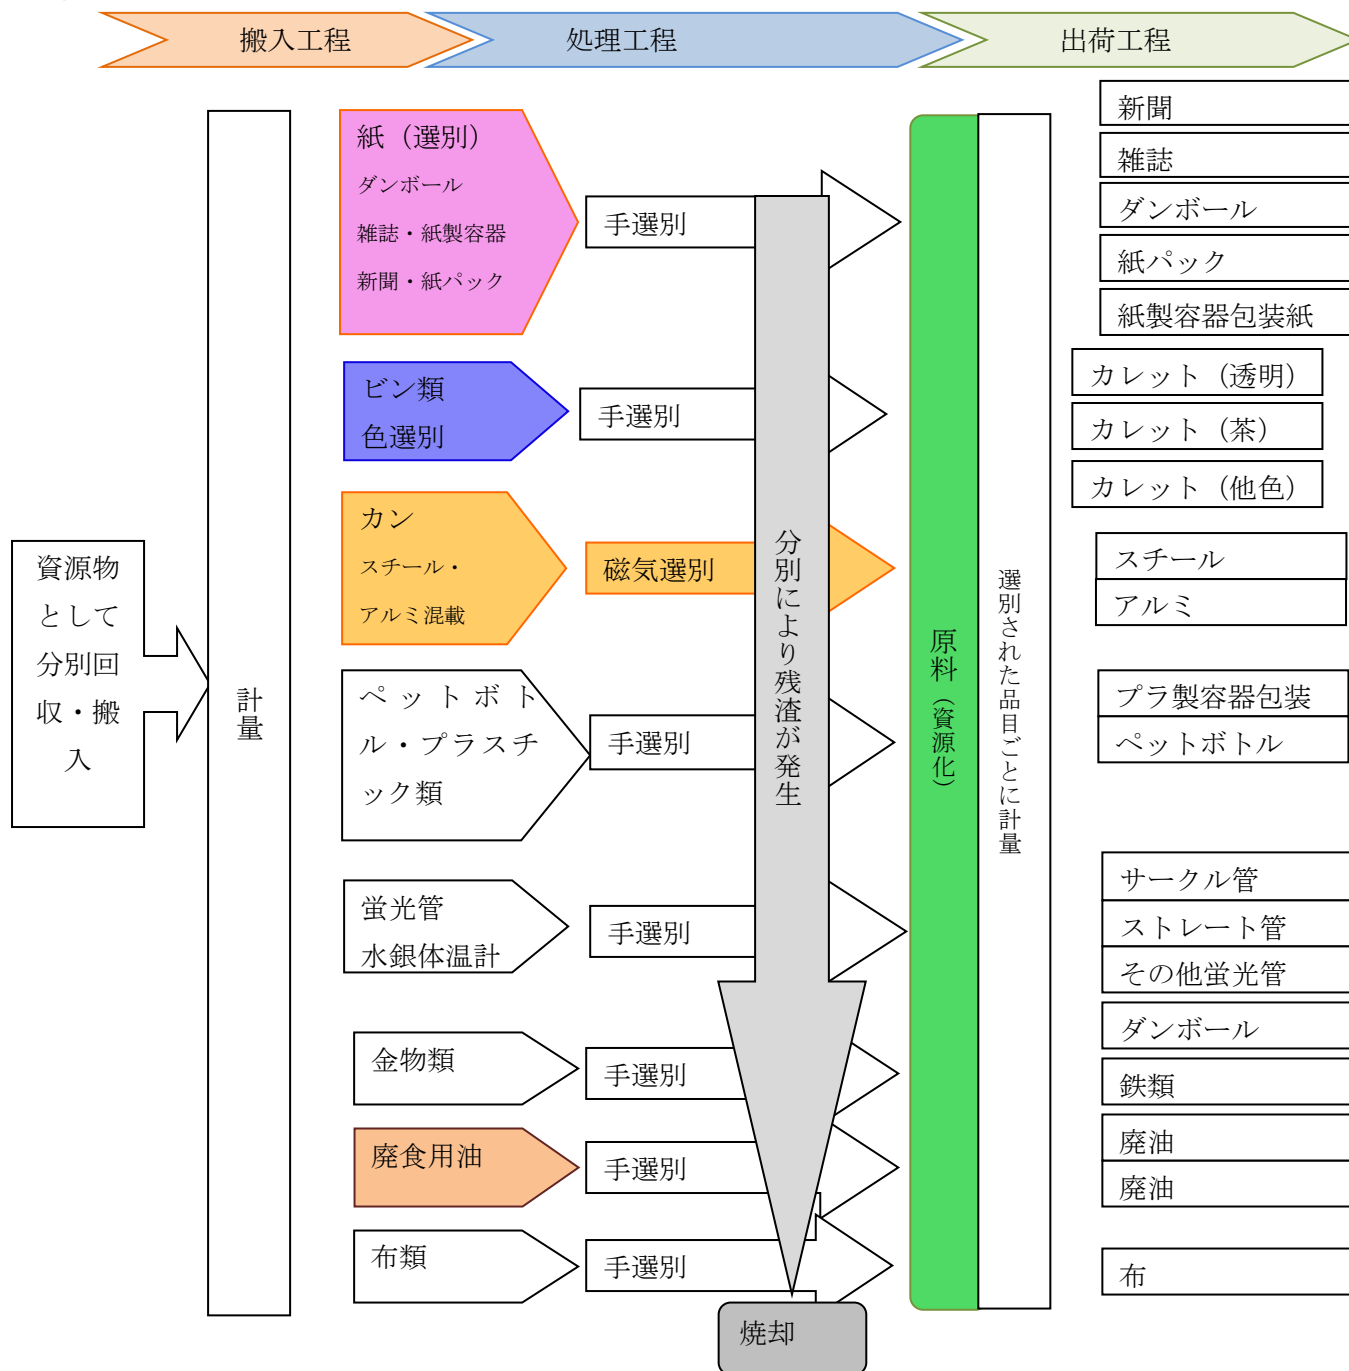 搬入工程
処理工程
出荷工程
資源物
として
分別回
収・搬
入
計量
紙（選別）
ダンボール
雑誌・紙製容器
新聞・紙パック
手選別
ビン類
色選別
手選別
カン
スチール・
アルミ混載
磁気選別
ペットボト
ル・プラスチ
ック類
手選別
蛍光管
水銀体温計
手選別
金物類
手選別
廃食用油
手選別
布類
手選別
分別により残渣が発生
焼却
原料（資源化）
選別された品目ごとに計量
新聞
雑誌
ダンボール
紙パック
紙製容器包装紙
カレット（透明）
カレット（茶）
カレット（他色）
スチール
アルミ
プラ製容器包装
ペットボトル
サークル管
ストレート管
その他蛍光管
ダンボール
鉄類
廃油
廃油
布